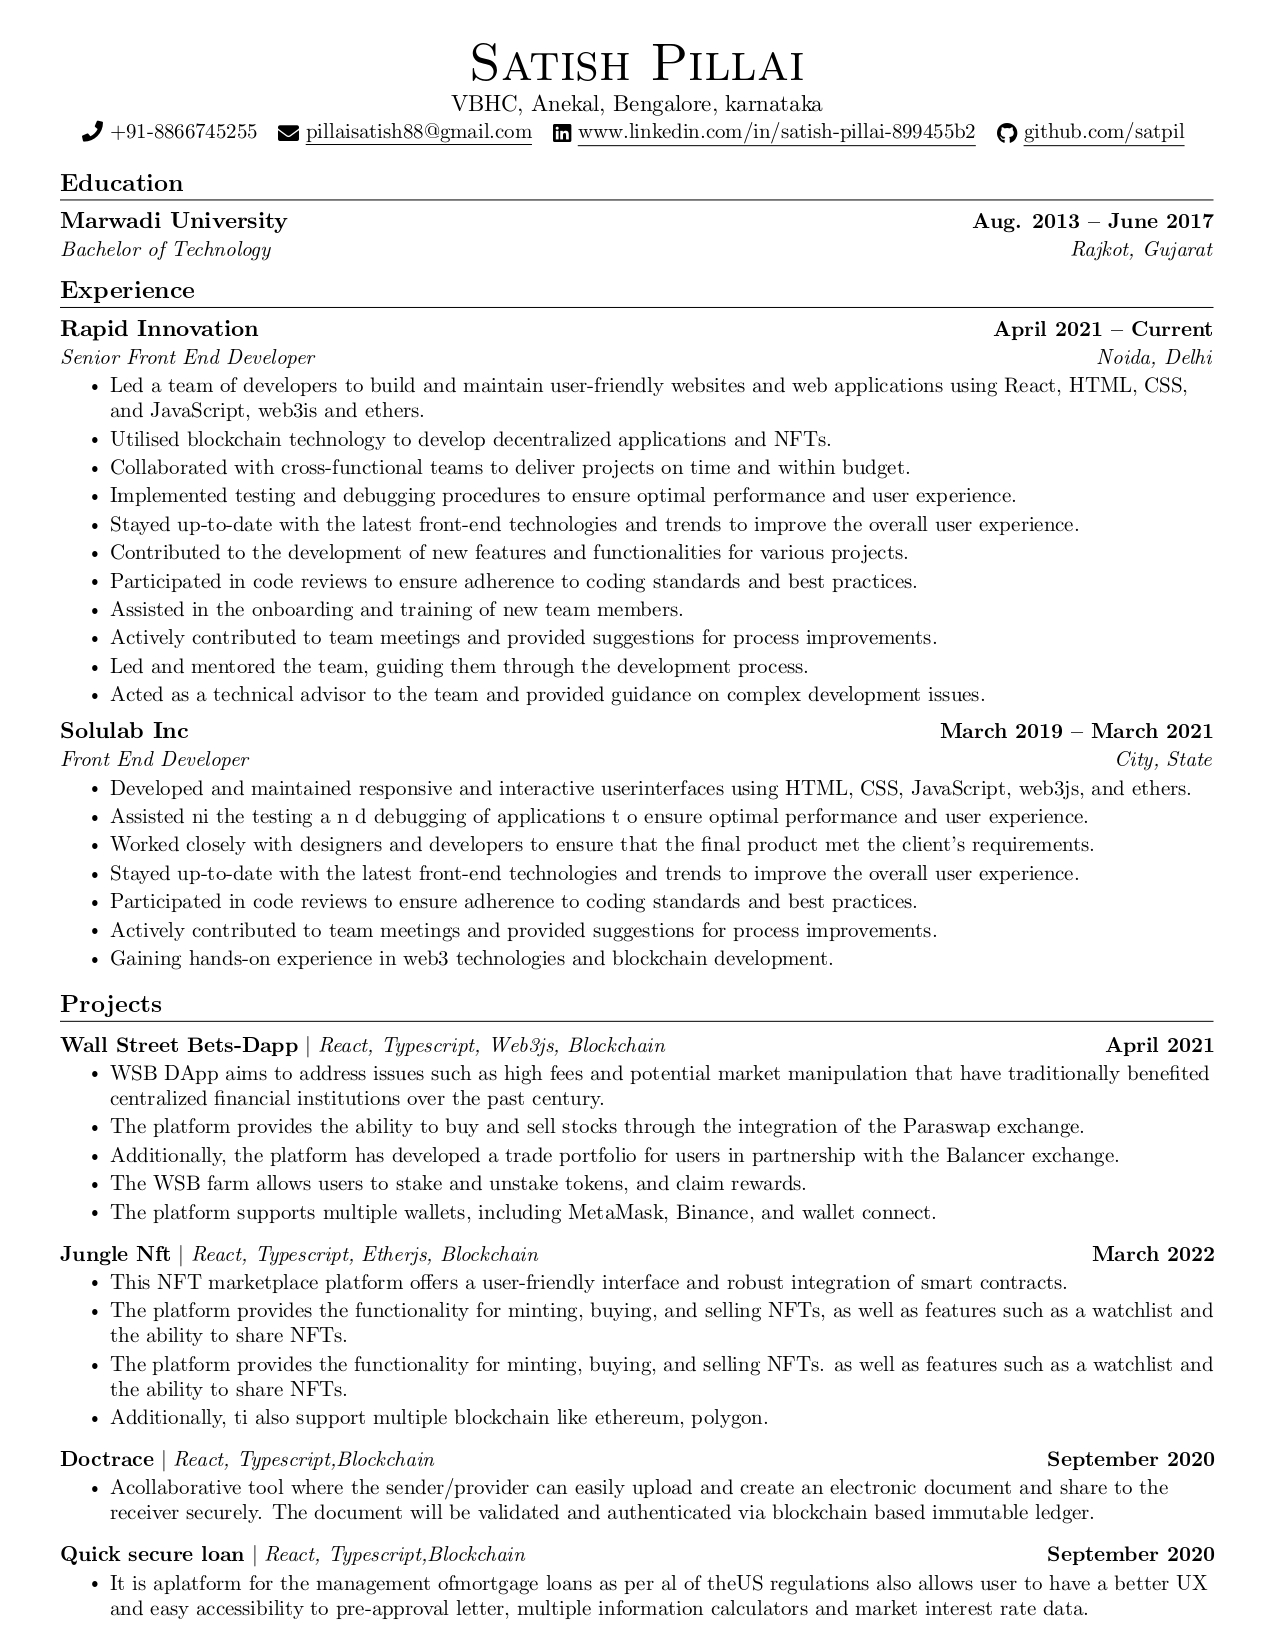 Satish Pillai
VBHC, Anekal, Bengalore, karnataka
+91-8866745255 pillaisatish88@gmail.com www.linkedin.com/in/satish-pillai-899455b2 github.com/satpil
Education
Marwadi University Aug. 2013 – June 2017
Bachelor of Technology Rajkot, Gujarat
Experience
Rapid Innovation April 2021 – Current
Senior Front End Developer Noida, Delhi
• Led a team of developers to build and maintain user-friendly websites and web applications using React, HTML, CSS,
and JavaScript, web3is and ethers.
• Utilised blockchain technology to develop decentralized applications and NFTs.
• Collaborated with cross-functional teams to deliver projects on time and within budget.
• Implemented testing and debugging procedures to ensure optimal performance and user experience.
• Stayed up-to-date with the latest front-end technologies and trends to improve the overall user experience.
• Contributed to the development of new features and functionalities for various projects.
• Participated in code reviews to ensure adherence to coding standards and best practices.
• Assisted in the onboarding and training of new team members.
• Actively contributed to team meetings and provided suggestions for process improvements.
• Led and mentored the team, guiding them through the development process.
• Acted as a technical advisor to the team and provided guidance on complex development issues.
Solulab Inc March 2019 – March 2021
Front End Developer City, State
• Developed and maintained responsive and interactive userinterfaces using HTML, CSS, JavaScript, web3js, and ethers.
• Assisted ni the testing a n d debugging of applications t o ensure optimal performance and user experience.
• Worked closely with designers and developers to ensure that the final product met the client's requirements.
• Stayed up-to-date with the latest front-end technologies and trends to improve the overall user experience.
• Participated in code reviews to ensure adherence to coding standards and best practices.
• Actively contributed to team meetings and provided suggestions for process improvements.
• Gaining hands-on experience in web3 technologies and blockchain development.
Projects
Wall Street Bets-Dapp | React, Typescript, Web3js, Blockchain April 2021
• WSB DApp aims to address issues such as high fees and potential market manipulation that have traditionally benefited
centralized financial institutions over the past century.
• The platform provides the ability to buy and sell stocks through the integration of the Paraswap exchange.
• Additionally, the platform has developed a trade portfolio for users in partnership with the Balancer exchange.
• The WSB farm allows users to stake and unstake tokens, and claim rewards.
• The platform supports multiple wallets, including MetaMask, Binance, and wallet connect.
Jungle Nft | React, Typescript, Etherjs, Blockchain March 2022
• This NFT marketplace platform offers a user-friendly interface and robust integration of smart contracts.
• The platform provides the functionality for minting, buying, and selling NFTs, as well as features such as a watchlist and
the ability to share NFTs.
• The platform provides the functionality for minting, buying, and selling NFTs. as well as features such as a watchlist and
the ability to share NFTs.
• Additionally, ti also support multiple blockchain like ethereum, polygon.
Doctrace | React, Typescript,Blockchain September 2020
• Acollaborative tool where the sender/provider can easily upload and create an electronic document and share to the
receiver securely. The document will be validated and authenticated via blockchain based immutable ledger.
Quick secure loan | React, Typescript,Blockchain September 2020
• It is aplatform for the management ofmortgage loans as per al of theUS regulations also allows user to have a better UX
and easy accessibility to pre-approval letter, multiple information calculators and market interest rate data.